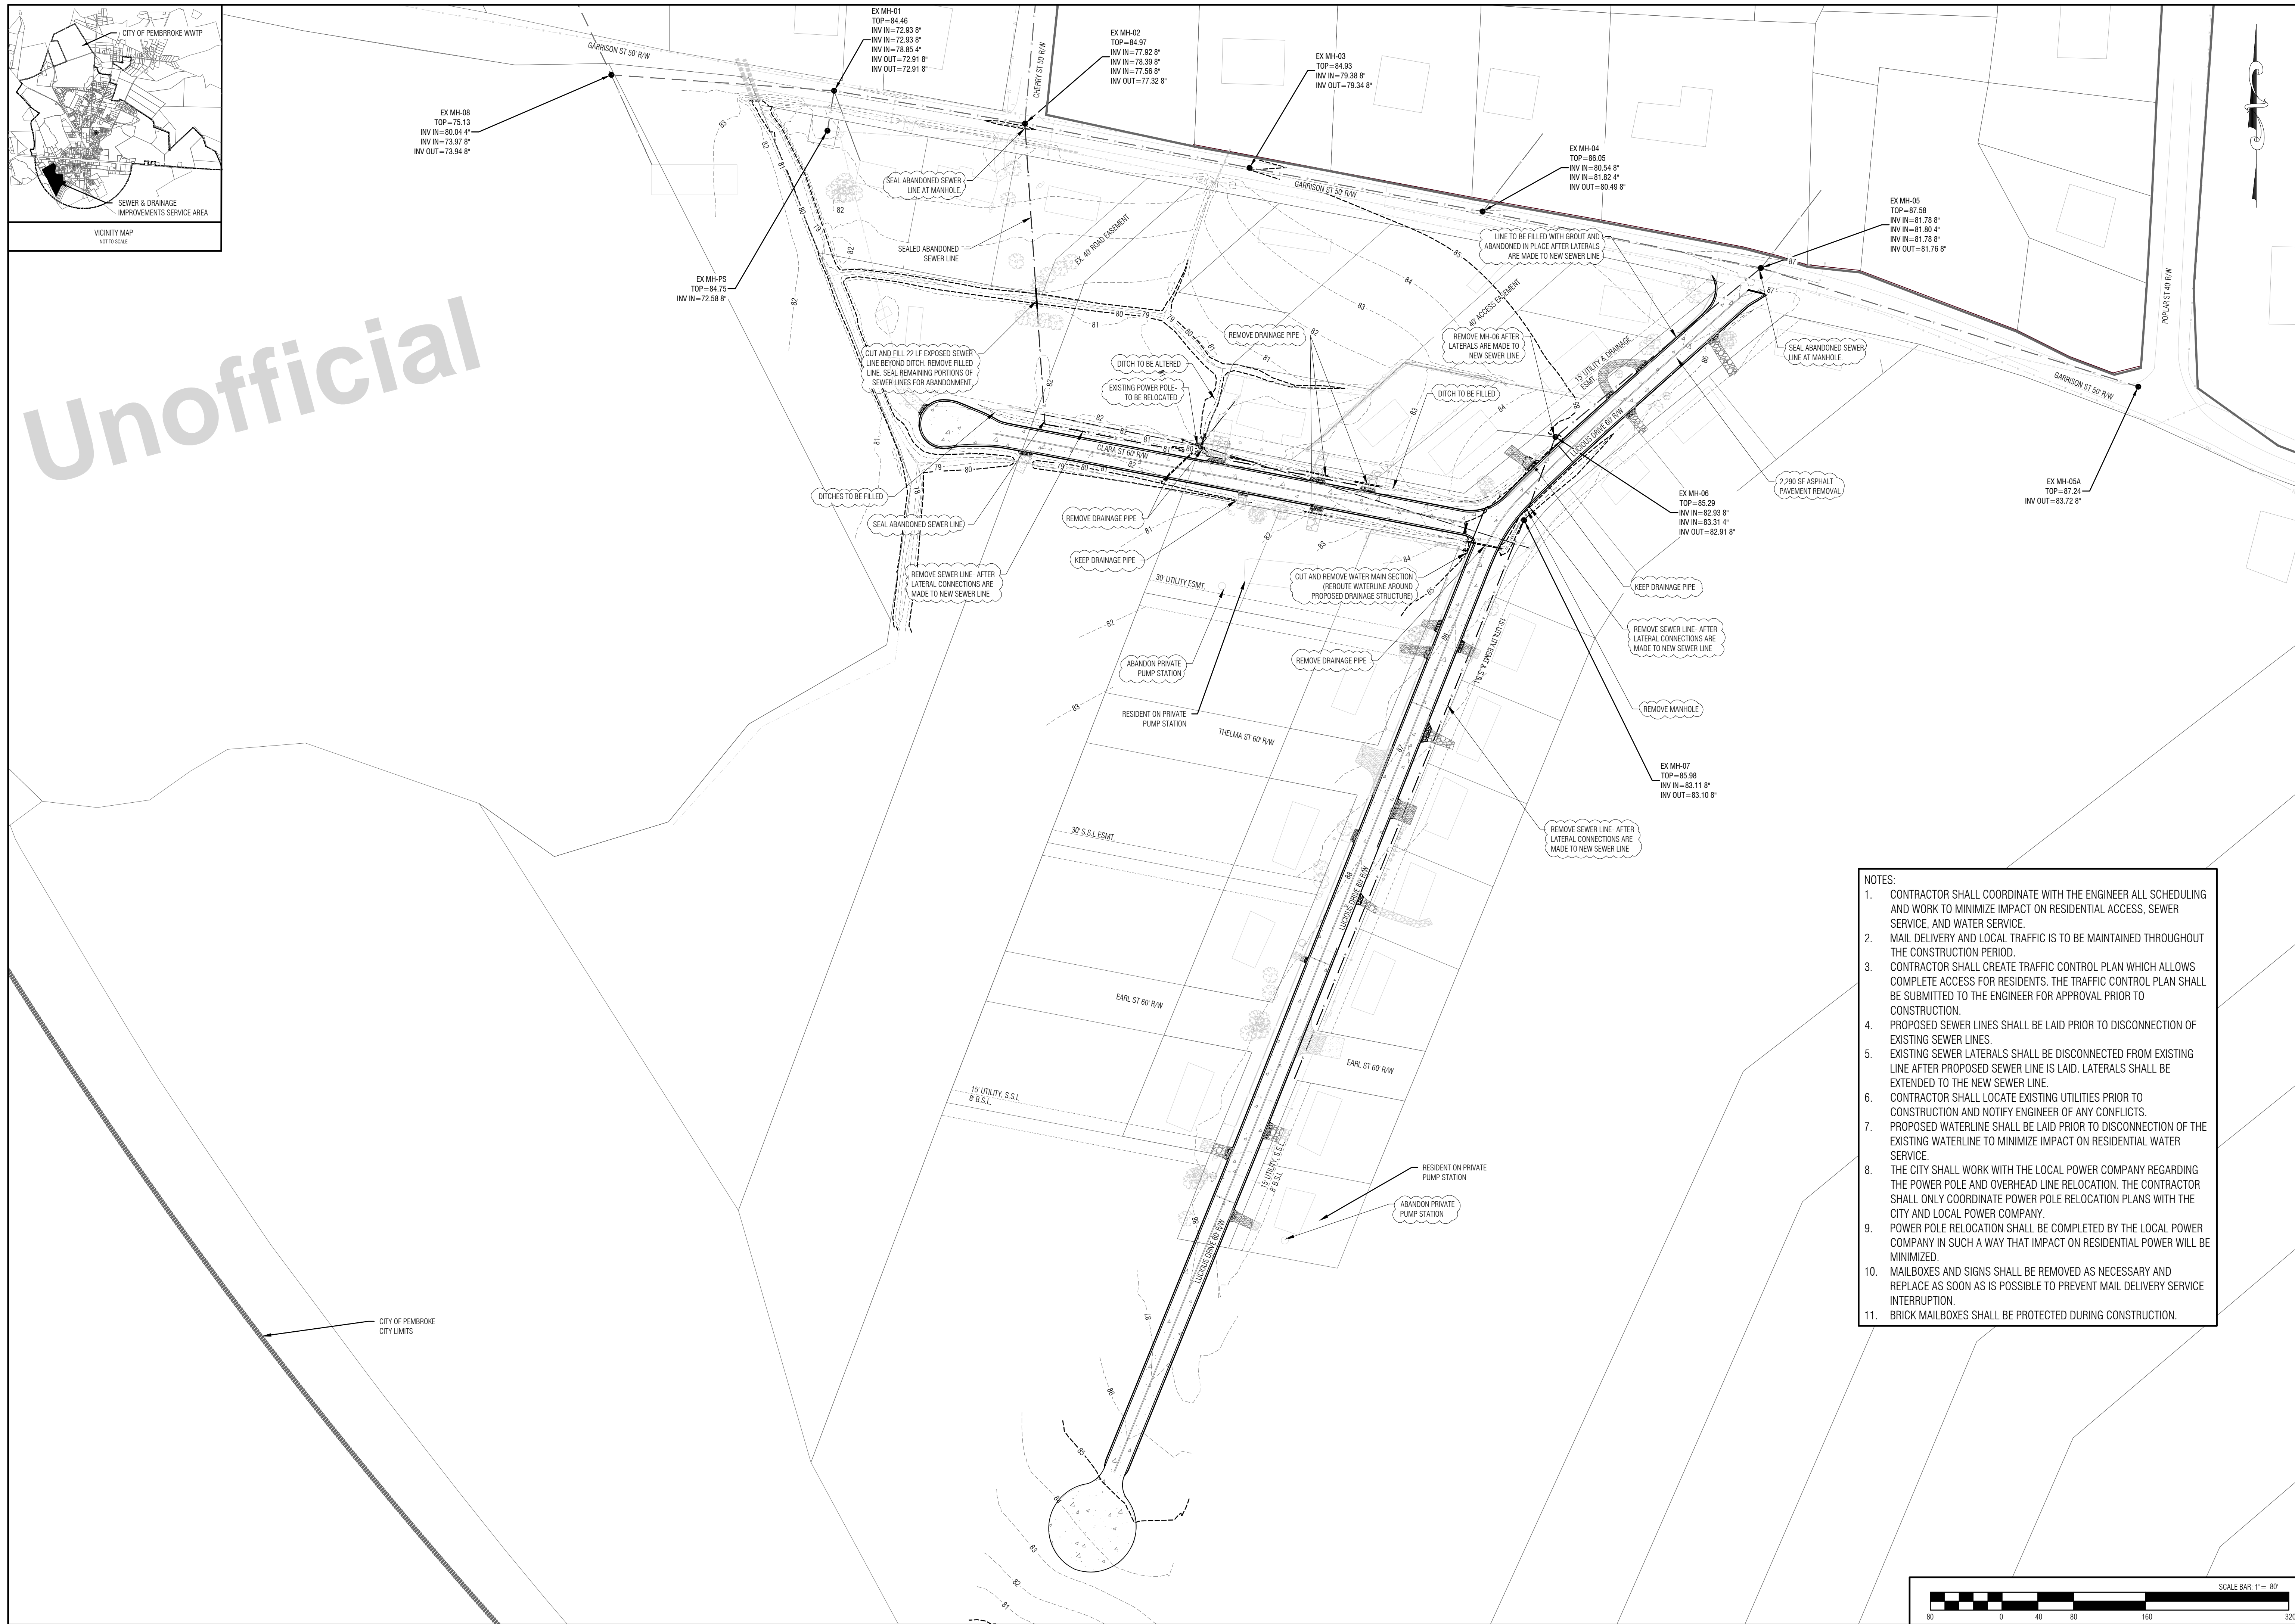 CITY OF PEMBRROKE WWTP
SEWER & DRAINAGE
IMPROVEMENTS SERVICE AREA
VICINITY MAP
NOT TO SCALE
Unofficial
GARRISON ST 50' R/W
EX MH-08
TOP=75.13
INV IN=80.04 4"
INV IN=73.97 8"
INV OUT=73.94 8"
EX MH-01
TOP=84.46
INV IN=72.93 8"
INV IN=72.93 8"
INV IN=78.85 4"
INV OUT=72.91 8"
INV OUT=72.91 8"
CHERRY ST 50' R/W
EX MH-02
TOP=84.97
INV IN=77.92 8"
INV IN=78.39 8"
INV IN=77.56 8"
INV OUT=77.32 8"
EX MH-03
TOP=84.93
INV IN=79.38 8"
INV OUT=79.34 8"
GARRISON ST 50' R/W
EX MH-04
TOP=86.05
INV IN=80.54 8"
INV IN=81.82 4"
INV OUT=80.49 8"
EX MH-05
TOP=87.58
INV IN=81.78 8"
INV IN=81.80 4"
INV IN=81.78 8"
INV OUT=81.76 8"
POPLAR ST 40' R/W
GARRISON ST 50' R/W
EX MH-05A
TOP=87.24
INV OUT=83.72 8"
EX MH-PS
TOP=84.75
INV IN=72.58 8"
SEAL ABANDONED SEWER
LINE AT MANHOLE
SEALED ABANDONED
SEWER LINE
EX. 40' ROAD EASEMENT
CUT AND FILL 22 LF EXPOSED SEWER
LINE BEYOND DITCH. REMOVE FILLED
LINE. SEAL REMAINING PORTIONS OF
SEWER LINES FOR ABANDONMENT
DITCH TO BE ALTERED
EXISTING POWER POLE-
TO BE RELOCATED
REMOVE DRAINAGE PIPE
LINE TO BE FILLED WITH GROUT AND
ABANDONED IN PLACE AFTER LATERALS
ARE MADE TO NEW SEWER LINE
40' ACCESS EASEMENT
REMOVE MH-06 AFTER
LATERALS ARE MADE TO
NEW SEWER LINE
DITCH TO BE FILLED
15' UTILITY & DRAINAGE
ESMT
SEAL ABANDONED SEWER
LINE AT MANHOLE.
LUCIOUS DRIVE 60' R/W
CLARA ST 60' R/W
2,290 SF ASPHALT
PAVEMENT REMOVAL
EX MH-06
TOP=85.29
INV IN=82.93 8"
INV IN=83.31 4"
INV OUT=82.91 8"
DITCHES TO BE FILLED
SEAL ABANDONED SEWER LINE
REMOVE DRAINAGE PIPE
KEEP DRAINAGE PIPE
REMOVE SEWER LINE- AFTER
LATERAL CONNECTIONS ARE
MADE TO NEW SEWER LINE
30' UTILITY ESMT.
CUT AND REMOVE WATER MAIN SECTION
(REROUTE WATERLINE AROUND
PROPOSED DRAINAGE STRUCTURE)
KEEP DRAINAGE PIPE
REMOVE SEWER LINE- AFTER
LATERAL CONNECTIONS ARE
MADE TO NEW SEWER LINE
15' UTILITY ESMT & S.S.L
ABANDON PRIVATE
PUMP STATION
REMOVE DRAINAGE PIPE
REMOVE MANHOLE
RESIDENT ON PRIVATE
PUMP STATION
THELMA ST 60' R/W
EX MH-07
TOP=85.98
INV IN=83.11 8"
INV OUT=83.10 8"
REMOVE SEWER LINE- AFTER
LATERAL CONNECTIONS ARE
MADE TO NEW SEWER LINE
30' S.S.L ESMT.
LUCIOUS DRIVE 60' R/W
EARL ST 60' R/W
EARL ST 60' R/W
15' UTILITY, S.S.L
8' B.S.L.
15' UTILITY, S.S.L
8' B.S.L
RESIDENT ON PRIVATE
PUMP STATION
ABANDON PRIVATE
PUMP STATION
LUCIOUS DRIVE 60' R/W
CITY OF PEMBROKE
CITY LIMITS
NOTES:
1. CONTRACTOR SHALL COORDINATE WITH THE ENGINEER ALL SCHEDULING
AND WORK TO MINIMIZE IMPACT ON RESIDENTIAL ACCESS, SEWER
SERVICE, AND WATER SERVICE.
2. MAIL DELIVERY AND LOCAL TRAFFIC IS TO BE MAINTAINED THROUGHOUT
THE CONSTRUCTION PERIOD.
3. CONTRACTOR SHALL CREATE TRAFFIC CONTROL PLAN WHICH ALLOWS
COMPLETE ACCESS FOR RESIDENTS. THE TRAFFIC CONTROL PLAN SHALL
BE SUBMITTED TO THE ENGINEER FOR APPROVAL PRIOR TO
CONSTRUCTION.
4. PROPOSED SEWER LINES SHALL BE LAID PRIOR TO DISCONNECTION OF
EXISTING SEWER LINES.
5. EXISTING SEWER LATERALS SHALL BE DISCONNECTED FROM EXISTING
LINE AFTER PROPOSED SEWER LINE IS LAID. LATERALS SHALL BE
EXTENDED TO THE NEW SEWER LINE.
6. CONTRACTOR SHALL LOCATE EXISTING UTILITIES PRIOR TO
CONSTRUCTION AND NOTIFY ENGINEER OF ANY CONFLICTS.
7. PROPOSED WATERLINE SHALL BE LAID PRIOR TO DISCONNECTION OF THE
EXISTING WATERLINE TO MINIMIZE IMPACT ON RESIDENTIAL WATER
SERVICE.
8. THE CITY SHALL WORK WITH THE LOCAL POWER COMPANY REGARDING
THE POWER POLE AND OVERHEAD LINE RELOCATION. THE CONTRACTOR
SHALL ONLY COORDINATE POWER POLE RELOCATION PLANS WITH THE
CITY AND LOCAL POWER COMPANY.
9. POWER POLE RELOCATION SHALL BE COMPLETED BY THE LOCAL POWER
COMPANY IN SUCH A WAY THAT IMPACT ON RESIDENTIAL POWER WILL BE
MINIMIZED.
10. MAILBOXES AND SIGNS SHALL BE REMOVED AS NECESSARY AND
REPLACE AS SOON AS IS POSSIBLE TO PREVENT MAIL DELIVERY SERVICE
INTERRUPTION.
11. BRICK MAILBOXES SHALL BE PROTECTED DURING CONSTRUCTION.
SCALE BAR: 1"= 80'
80 0 40 80 160 320